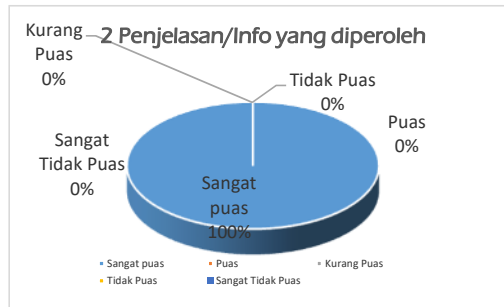 2 Penjelasan/Info yang diperoleh
Kurang
Puas
0%
Tidak Puas
0%
Puas
0%
Sangat
Tidak Puas
0%
Sangat
puas
100%
Sangat puas
Puas
Kurang Puas
Tidak Puas
Sangat Tidak Puas